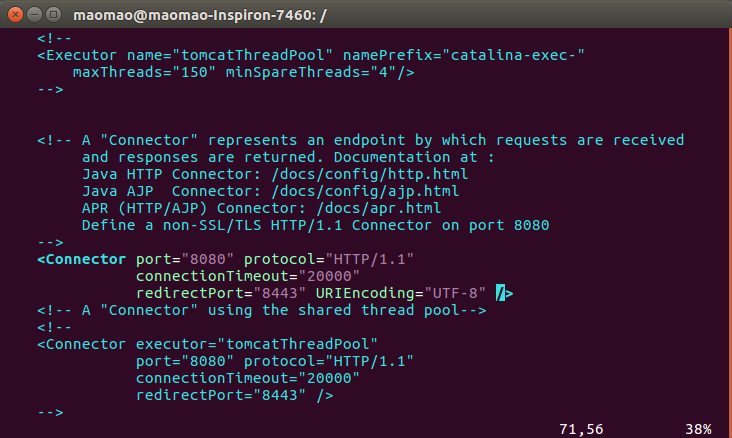 maomao@maomao-Inspiron-7460: /
<!--
<Executor name="tomcatThreadPool" namePrefix="catalina-exec-"
maxThreads="150" minSpareThreads="4"/>
-->
<!-- A "Connector" represents an endpoint by which requests are received
and responses are returned. Documentation at :
Java HTTP Connector: /docs/config/http.html
Java AJP  Connector: /docs/config/ajp.html
APR (HTTP/AJP) Connector: /docs/apr.html
Define a non-SSL/TLS HTTP/1.1 Connector on port 8080
-->
<Connector port="8080" protocol="HTTP/1.1"
connectionTimeout="20000"
redirectPort="8443" URIEncoding="UTF-8" />
<!-- A "Connector" using the shared thread pool-->
<!--
<Connector executor="tomcatThreadPool"
port="8080" protocol="HTTP/1.1"
connectionTimeout="20000"
redirectPort="8443" />
-->
71,56 38%